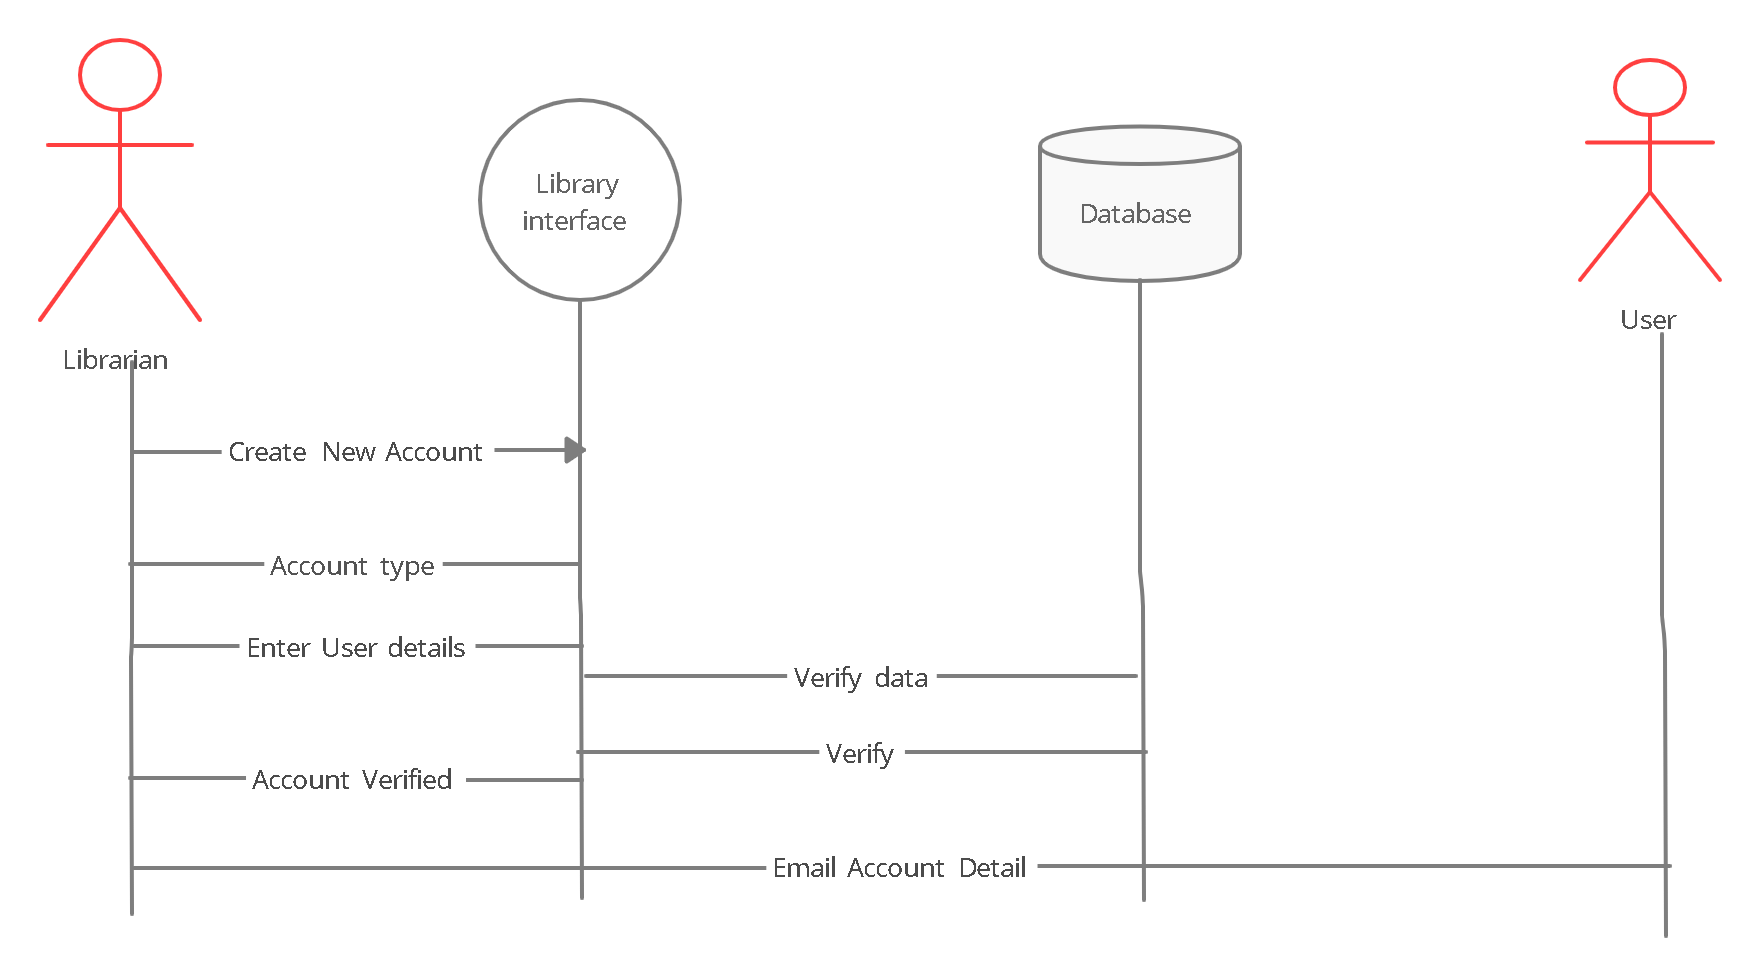 Library
interface
Database
User
Librarian
Create New Account
Account type
Enter User details
Verify data
Verify
Account Verified
Email Account Detail